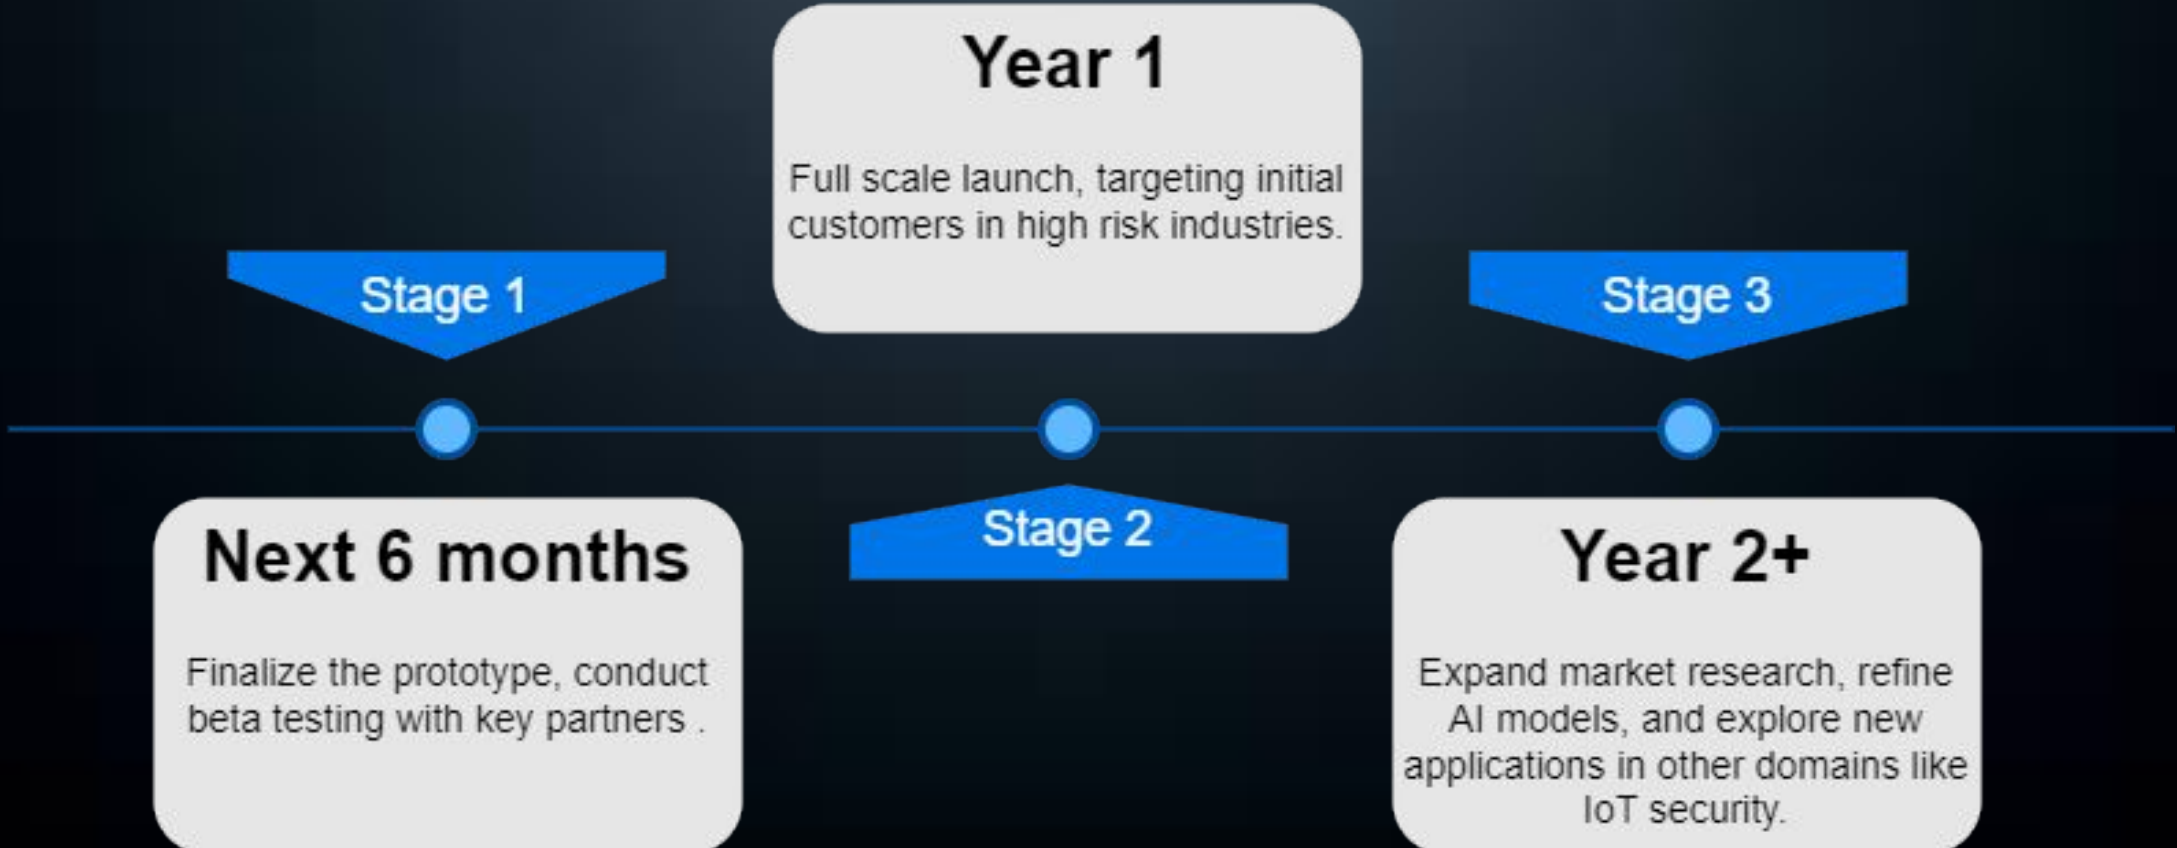 Stage 1
Next 6 months
Finalize the prototype, conduct
beta testing with key partners .
Year 1
Full scale launch, targeting initial
customers in high risk industries.
Stage 2
Stage 3
Year 2+
Expand market research, refine
AI models, and explore new
applications in other domains like
IoT security.